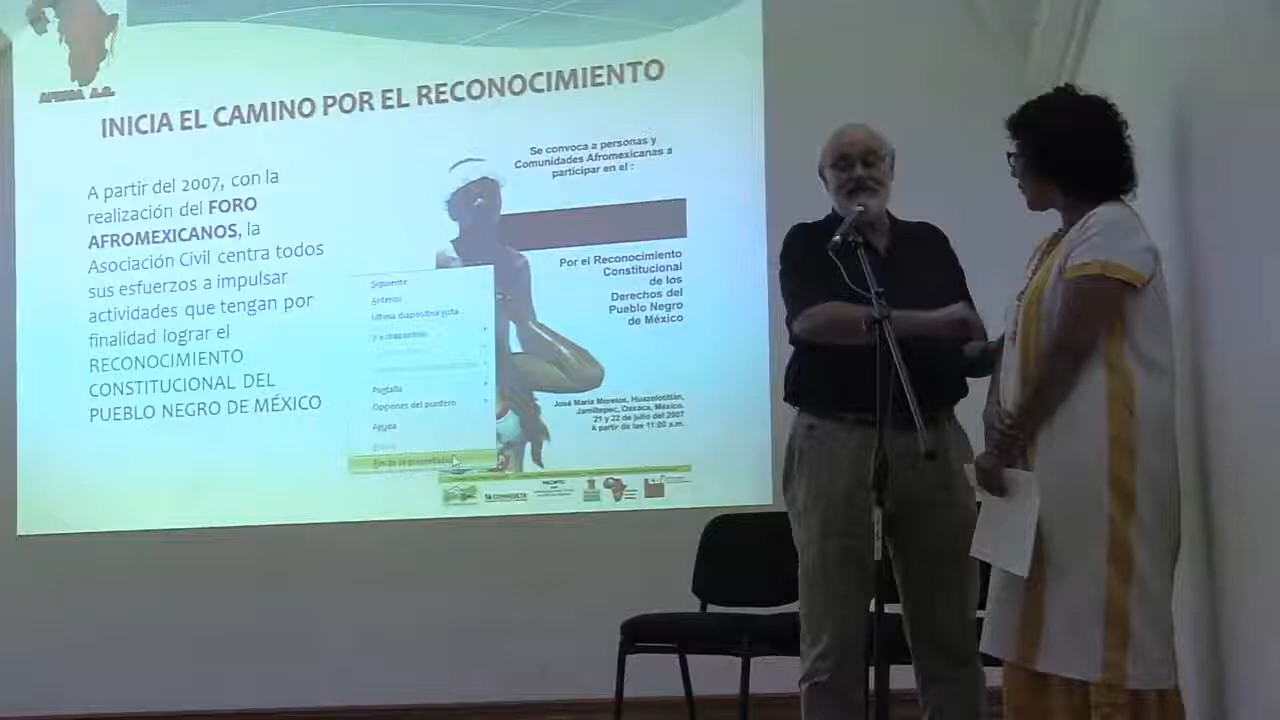 AFRICA A.C.
INICIA EL CAMINO POR EL RECONOCIMIENTO
A partir del 2007, con la
realización del FORO
AFROMEXICANOS, la
Asociación Civil centra todos
sus esfuerzos a impulsar
actividades que tengan por
finalidad lograr el
RECONOCIMIENTO
CONSTITUCIONAL DEL
PUEBLO NEGRO DE MÉXICO
Se convoca a personas y
Comunidades Afromexicanas a
participar en el :
Por el Reconocimiento
Constitucional
de los
Derechos del
Pueblo Negro
de México
José María Morelos, Huazolotitlán,
Jamiltepec, Oaxaca, México.
21 y 22 de julio del 2007
A partir de las 11:00 a.m.
Siguiente
Anterior
Última diapositiva vista
Pantalla
Opciones del puntero
Ayuda
Fin de la presentación